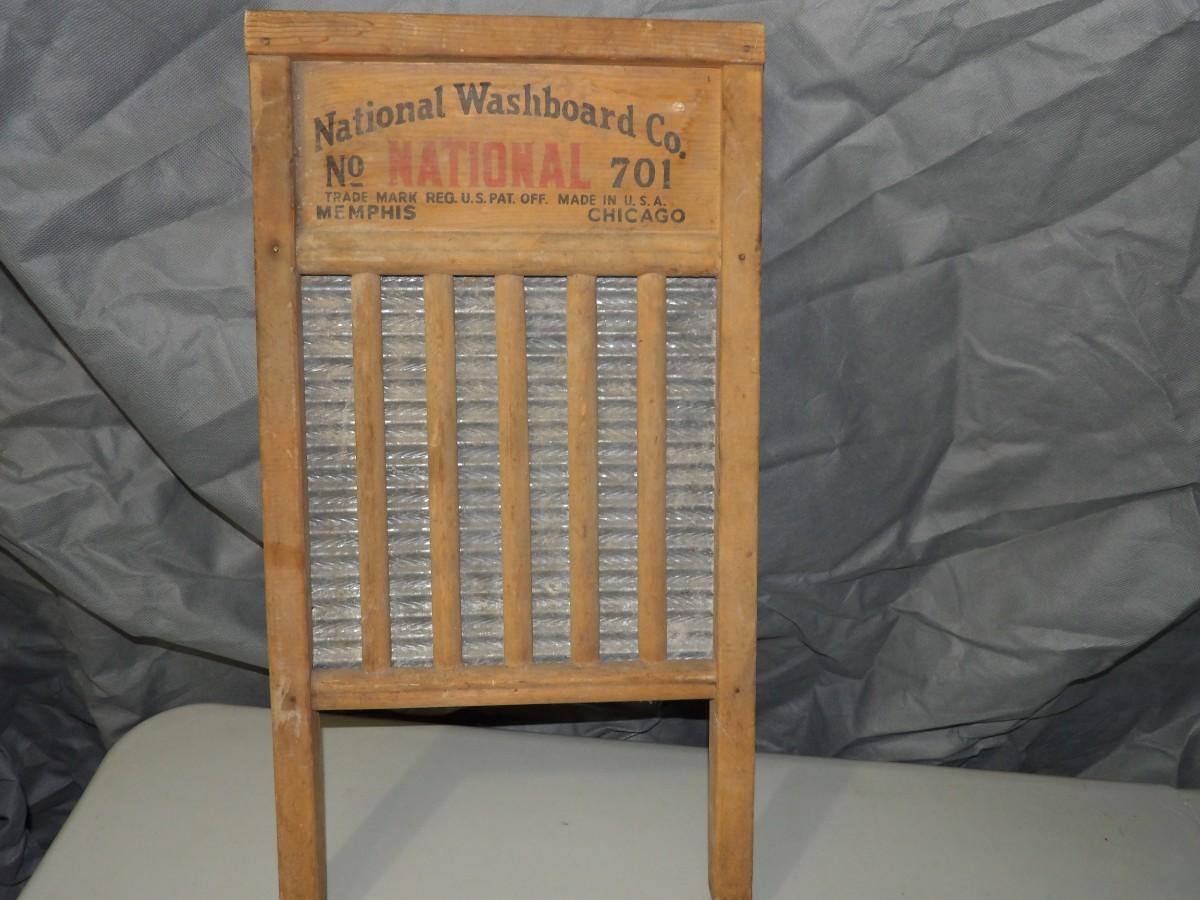 National Washboard Co.
No NATIONAL 701
TRADE MARK REG. U.S. PAT. OFF. MADE IN U.S.A.
MEMPHIS CHICAGO